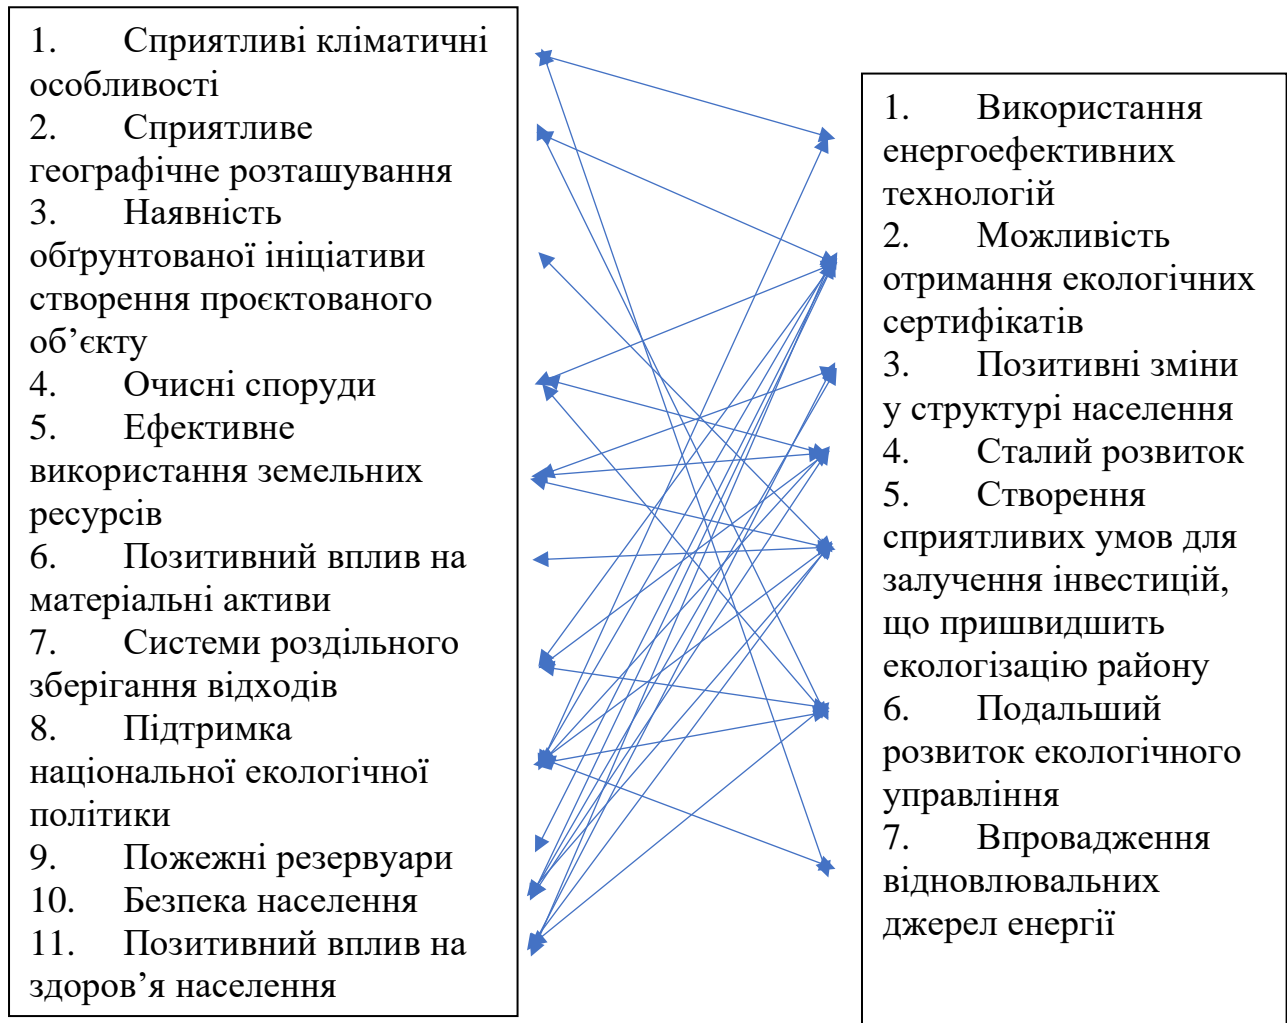 1. Сприятливі кліматичні
особливості
2. Сприятливе
географічне розташування
3. Наявність
обґрунтованої ініціативи
створення проєктованого
об’єкту
4. Очисні споруди
5. Ефективне
використання земельних
ресурсів
6. Позитивний вплив на
матеріальні активи
7. Системи роздільного
зберігання відходів
8. Підтримка
національної екологічної
політики
9. Пожежні резервуари
10. Безпека населення
11. Позитивний вплив на
здоров’я населення
1. Використання
енергоефективних
технологій
2. Можливість
отримання екологічних
сертифікатів
3. Позитивні зміни
у структурі населення
4. Сталий розвиток
5. Створення
сприятливих умов для
залучення інвестицій,
що пришвидшить
екологізацію району
6. Подальший
розвиток екологічного
управління
7. Впровадження
відновлювальних
джерел енергії